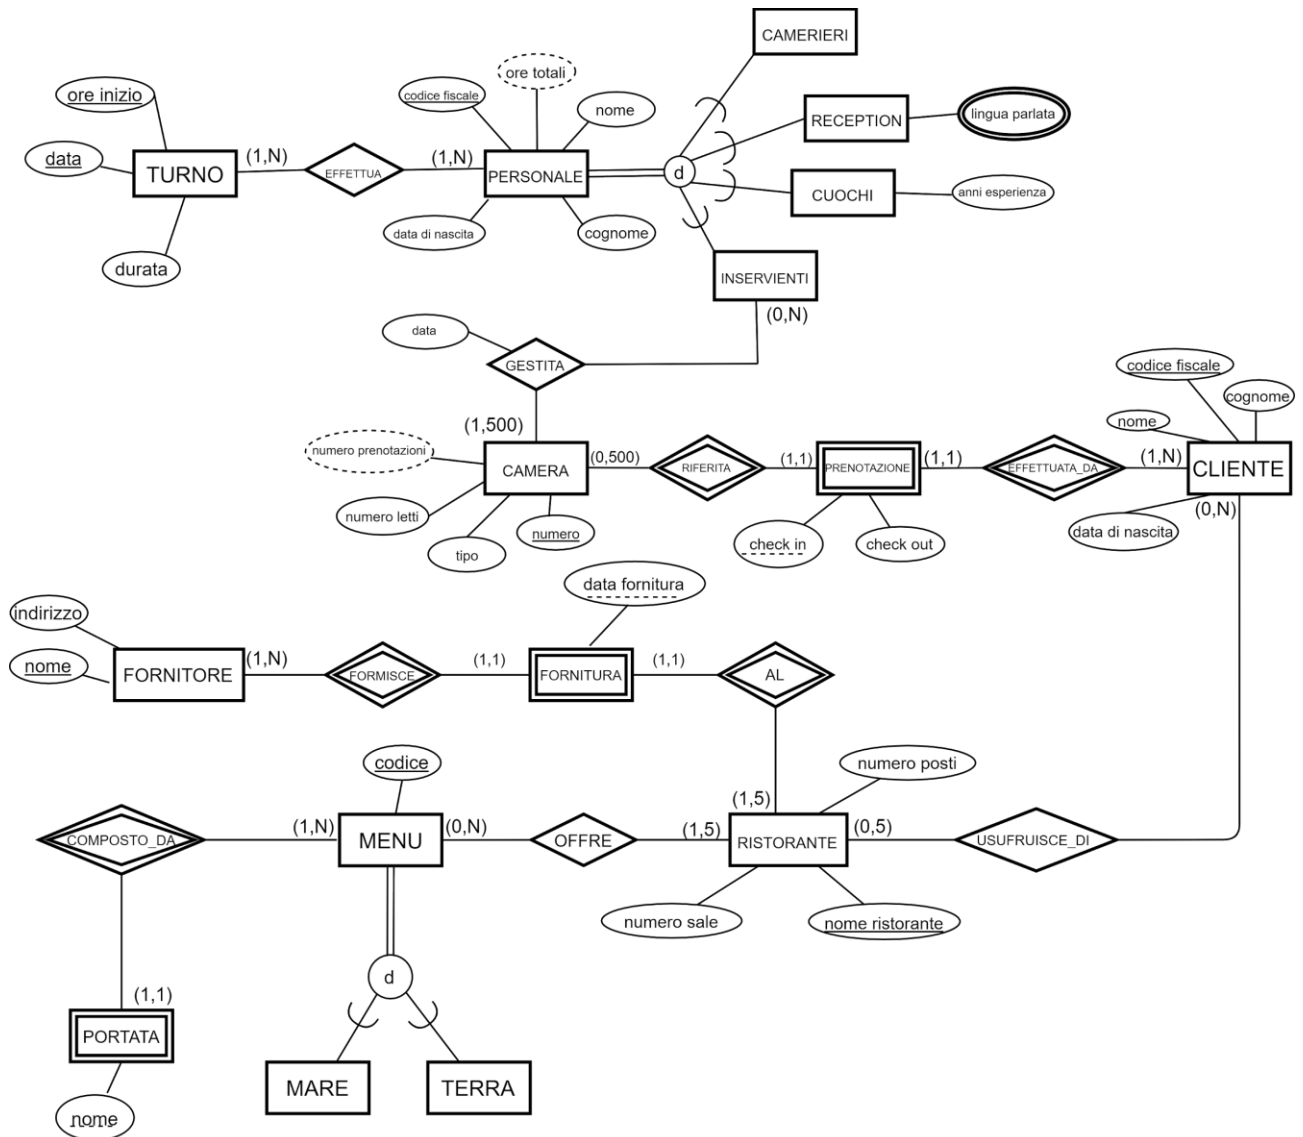 CAMERIERI
ore totali
ore inizio
codice fiscale
nome
RECEPTION
lingua parlata
data
(1,N)
(1,N)
TURNO
EFFETTUA
PERSONALE
d
CUOCHI
anni esperienza
data di nascita
cognome
durata
INSERVIENTI
(0,N)
data
GESTITA
codice fiscale
cognome
nome
(1,500)
numero prenotazioni
CAMERA
(0,500)
RIFERITA
(1,1)
PRENOTAZIONE
(1,1)
EFFETTUATA_DA
(1,N)
CLIENTE
(0,N)
numero letti
numero
tipo
check in
check out
data di nascita
data fornitura
indirizzo
nome
FORNITORE
(1,N)
FORMISCE
(1,1)
FORNITURA
(1,1)
AL
codice
numero posti
(1,5)
COMPOSTO_DA
(1,N)
MENU
(0,N)
OFFRE
(1,5)
RISTORANTE
(0,5)
USUFRUISCE_DI
numero sale
nome ristorante
d
(1,1)
PORTATA
MARE
TERRA
nome